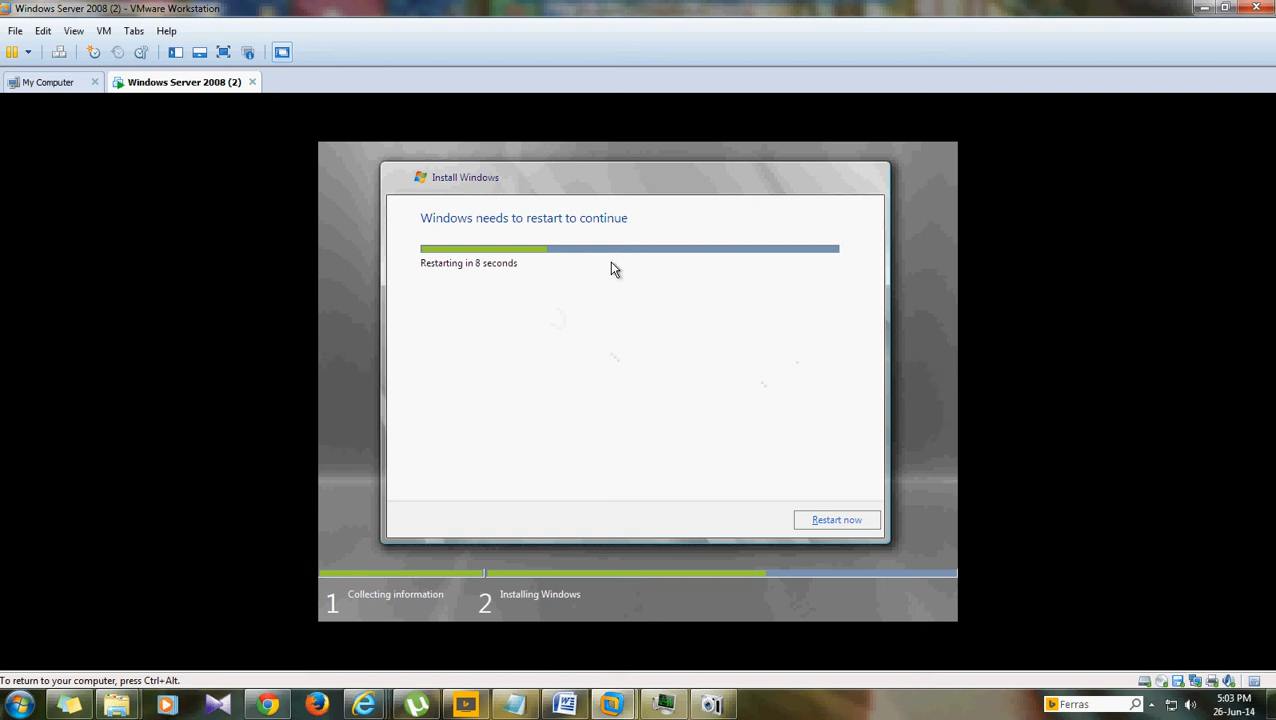 Windows Server 2008 (2) - VMware Workstation
File Edit View VM Tabs Help
My Computer
Windows Server 2008 (2)
Install Windows
Windows needs to restart to continue
Restarting in 8 seconds
Restart now
1 Collecting information
2 Installing Windows
To return to your computer, press Ctrl+Alt.
Ferras
5:03 PM
26-Jun-14